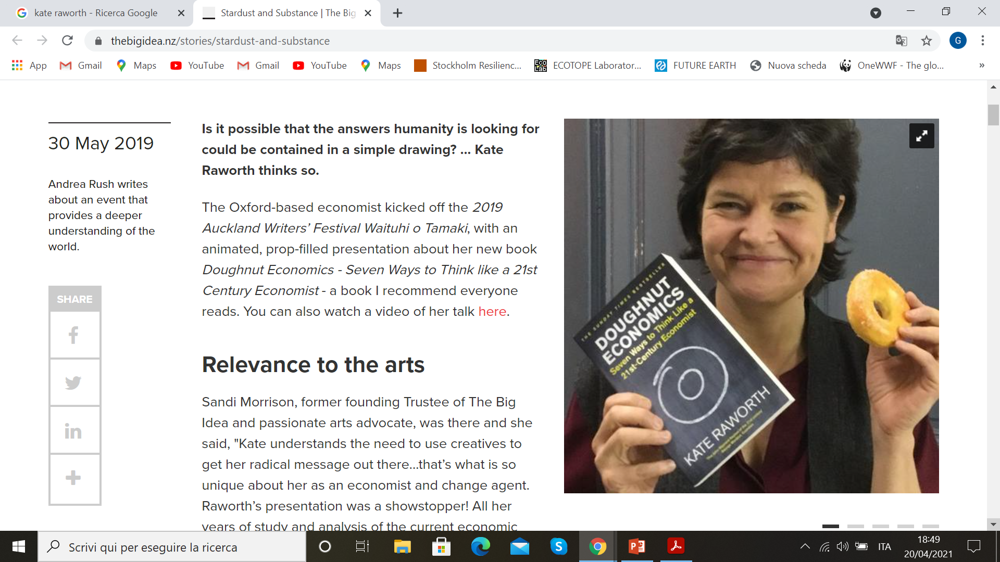 kate raworth - Ricerca Google
Stardust and Substance | The Big
thebigidea.nz/stories/stardust-and-substance
G
App
Gmail
Maps
YouTube
Gmail
YouTube
Maps
Stockholm Resilienc...
Eco Lab
ECOTOPE Laborator...
FUTURE EARTH
Nuova scheda
OneWWF - The glo...
»
30 May 2019
Andrea Rush writes
about an event that
provides a deeper
understanding of the
world.
SHARE
Is it possible that the answers humanity is looking for
could be contained in a simple drawing? ... Kate
Raworth thinks so.
The Oxford-based economist kicked off the 2019
Auckland Writers’ Festival Waituhi o Tamaki, with an
animated, prop-filled presentation about her new book
Doughnut Economics - Seven Ways to Think like a 21st
Century Economist - a book I recommend everyone
reads. You can also watch a video of her talk here.
Relevance to the arts
Sandi Morrison, former founding Trustee of The Big
Idea and passionate arts advocate, was there and she
said, "Kate understands the need to use creatives to
get her radical message out there...that’s what is so
unique about her as an economist and change agent.
Raworth’s presentation was a showstopper! All her
years of study and analysis of the current economic
THE SUNDAY TIMES BESTSELLER
DOUGHNUT
ECONOMICS
Seven Ways to Think Like a
21st-Century Economist
KATE RAWORTH
Scrivi qui per eseguire la ricerca
ITA
18:49
20/04/2021